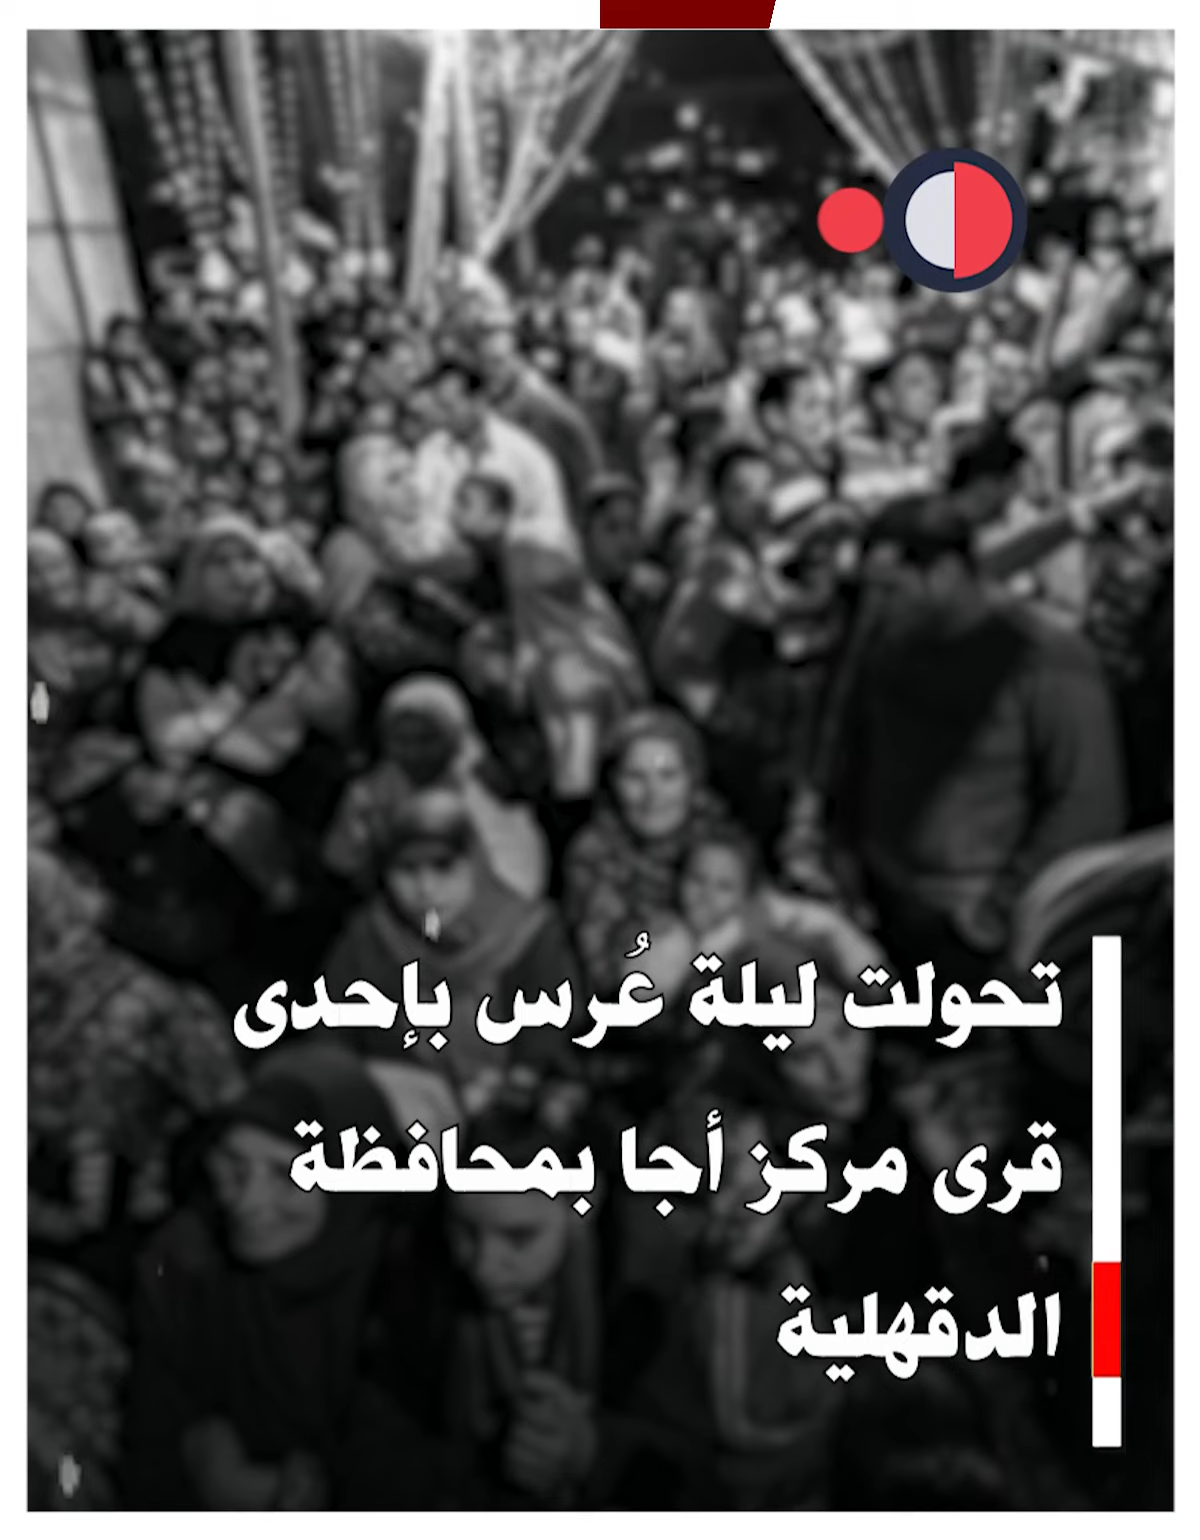 تحولت ليلة عُرس بإحدى
قرى مركز أجا بمحافظة
الدقهلية